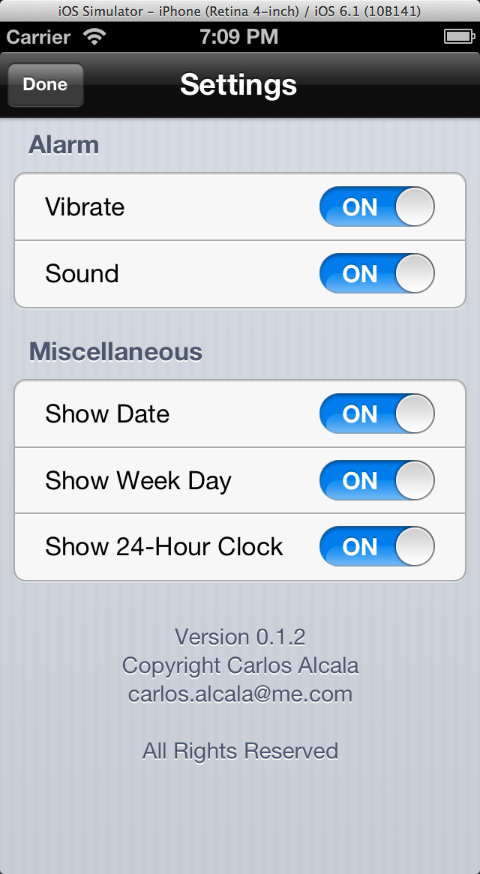 iOS Simulator – iPhone (Retina 4-inch) / iOS 6.1 (10B141)
Carrier 7:09 PM
Done Settings
Alarm
Vibrate ON
Sound ON
Miscellaneous
Show Date ON
Show Week Day ON
Show 24-Hour Clock ON
Version 0.1.2
Copyright Carlos Alcala
carlos.alcala@me.com
All Rights Reserved